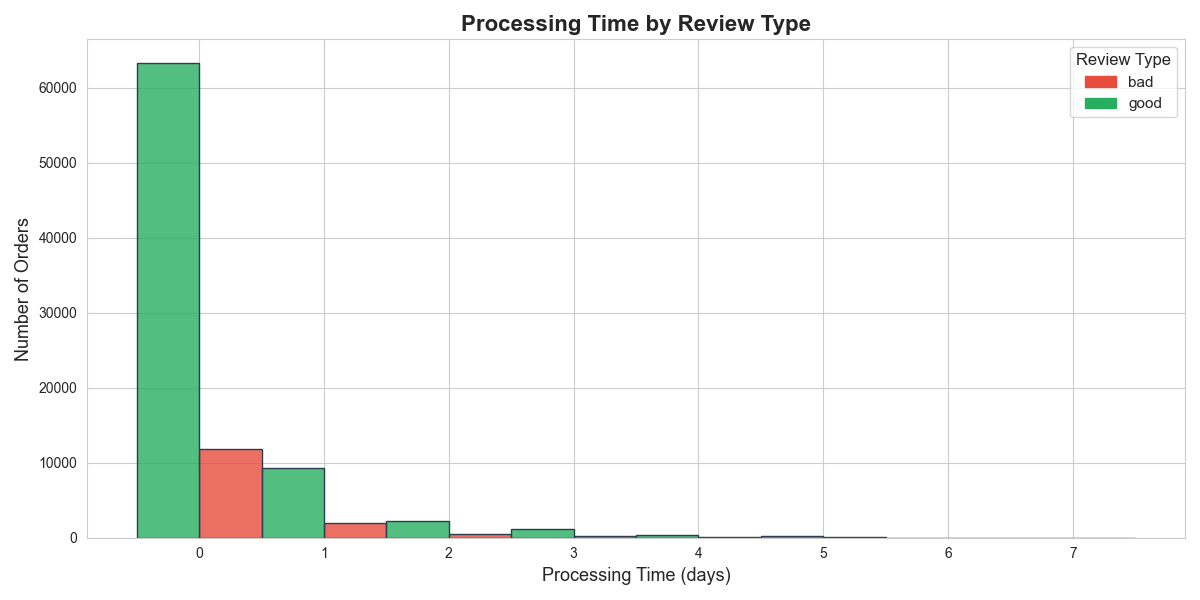 Processing Time by Review Type
Review Type
bad
good
60000
50000
40000
30000
20000
10000
0
Number of Orders
0 1 2 3 4 5 6 7
Processing Time (days)